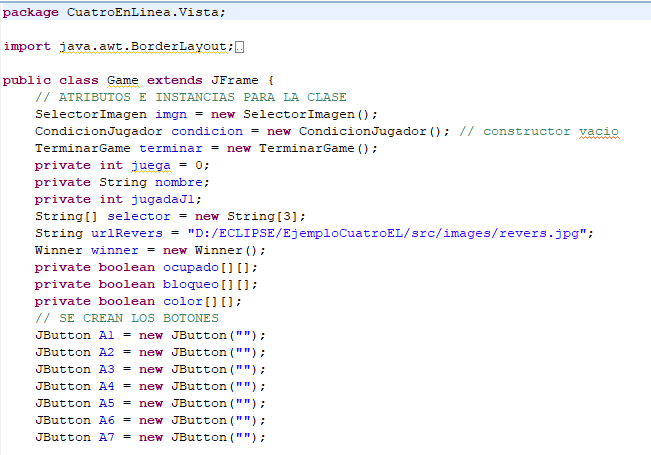 package CuatroEnLinea.Vista;
import java.awt.BorderLayout;
public class Game extends JFrame {
// ATRIBUTOS E INSTANCIAS PARA LA CLASE
SelectorImagen imgn = new SelectorImagen();
CondicionJugador condicion = new CondicionJugador(); // constructor vacio
TerminarGame terminar = new TerminarGame();
private int juega = 0;
private String nombre;
private int jugadaJ1;
String[] selector = new String[3];
String urlRevers = "D:/ECLIPSE/EjemploCuatroEL/src/images/revers.jpg";
Winner winner = new Winner();
private boolean ocupado[][];
private boolean bloqueo[][];
private boolean color[][];
// SE CREAN LOS BOTONES
JButton A1 = new JButton("");
JButton A2 = new JButton("");
JButton A3 = new JButton("");
JButton A4 = new JButton("");
JButton A5 = new JButton("");
JButton A6 = new JButton("");
JButton A7 = new JButton("");